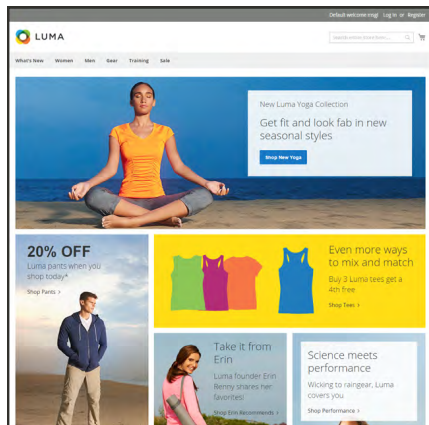 Default welcome msg! Log In or Register
LUMA
Search entire store here...
What's New Women Men Gear Training Sale
New Luma Yoga Collection
Get fit and look fab in new
seasonal styles
Shop New Yoga
20% OFF
Luma pants when you
shop today*
Shop Pants >
Even more ways
to mix and match
Buy 3 Luma tees get a
4th free
Shop Tees >
Take it from
Erin
Luma founder Erin
Renny shares her
favorites!
Shop Erin Recommends >
Science meets
performance
Wicking to raingear, Luma
covers you
Shop Performance >